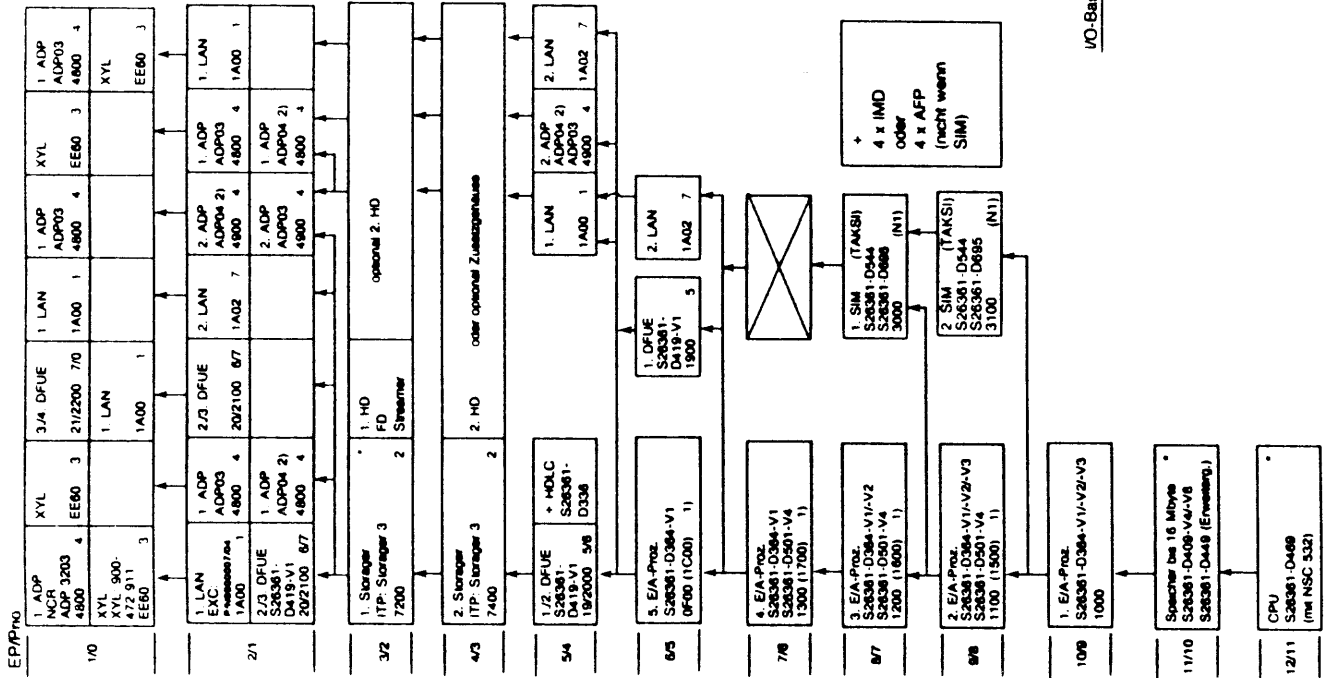 EP/Prio
1/0
1. ADP
NCR
ADP 3203
4800 4
XYL
EE60 3
3./4. DFUE
21/2200 7/0
1 LAN
1A00 1
1 ADP
ADP03
4800 4
XYL
EE60 3
1 ADP
ADP03
4800 4
XYL
XYL 900-
472 911
EE60 3
1. LAN
1A00 1
XYL
EE60 3
2/1
1. LAN
EXC.
1A00 1
1 ADP
ADP03
4800 4
2./3. DFUE
20/2100 6/7
2. LAN
1A02 7
2. ADP
ADP04 2)
4900 4
1. ADP
ADP03
4800 4
1. LAN
1A00 1
2./3 DFUE
S26361-
D419-V1
20/2100 6/7
1 ADP
ADP04 2)
4800 4
2. ADP
ADP03
4900 4
1 ADP
ADP04 2)
4800 4
3/2
1. Storager *
ITP: Storager 3
7200 2
1. HD
FD
Streamer
optional 2. HD
4/3
2. Storager
ITP: Storager 3
7400 2
2. HD
oder optional Zusatzgehäuse
5/4
1./2. DFUE
S26361-
D419-V1
19/2000 5/6
+ HDLC
S26361-
D336
1. LAN
1A00 1
2. ADP
ADP04 2)
ADP03
4900 4
2. LAN
1A02 7
6/5
5. E/A-Proz.
S26361-D364-V1
0F00 (1C00) 1)
1. DFUE
S26361-
D419-V1
1900 5
2. LAN
1A02 7
7/6
4. E/A-Proz.
S26361-D364-V1
S26361-D501-V4
1300 (1700) 1)
8/7
3. E/A-Proz.
S26361-D364-V1/-V2
S26361-D501-V4
1200 (1600) 1)
1. SIM (TAKSI)
S26361-D544
S26361-D695
3000 (N1)
+
4 x IMD
oder
4 x AFP
(nicht wenn
SIM)
9/8
2. E/A-Proz.
S26361-D364-V1/-V2/-V3
S26361-D501-V4
1100 (1500) 1)
2 SIM (TAKSI)
S26361-D544
S26361-D695
3100 (N1)
10/9
1. E/A-Proz.
S26361-D364-V1/-V2/-V3
1000
11/10
Speicher bis 16 Mbyte *
S26361-D409-V4/-V6
S26361-D449 (Erweiterg.)
12/11
CPU *
S26361-D469
(mit NSC 532)